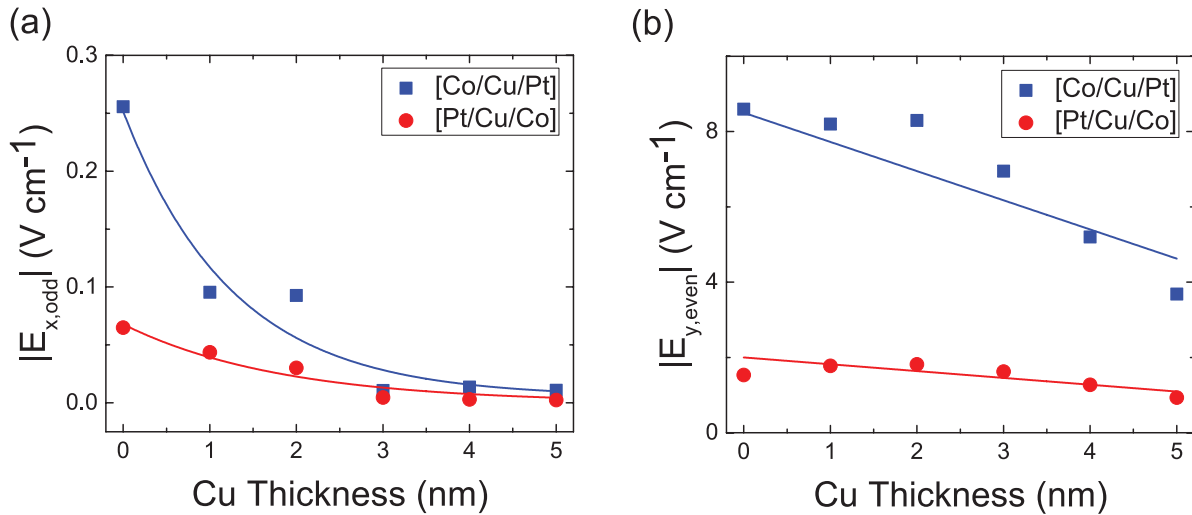 (a)
0.3
0.2
0.1
0.0
|E_{x,odd}| (V cm^{-1})
[Co/Cu/Pt]
[Pt/Cu/Co]
0 1 2 3 4 5
Cu Thickness (nm)
(b)
8
4
0
|E_{y,even}| (V cm^{-1})
[Co/Cu/Pt]
[Pt/Cu/Co]
0 1 2 3 4 5
Cu Thickness (nm)